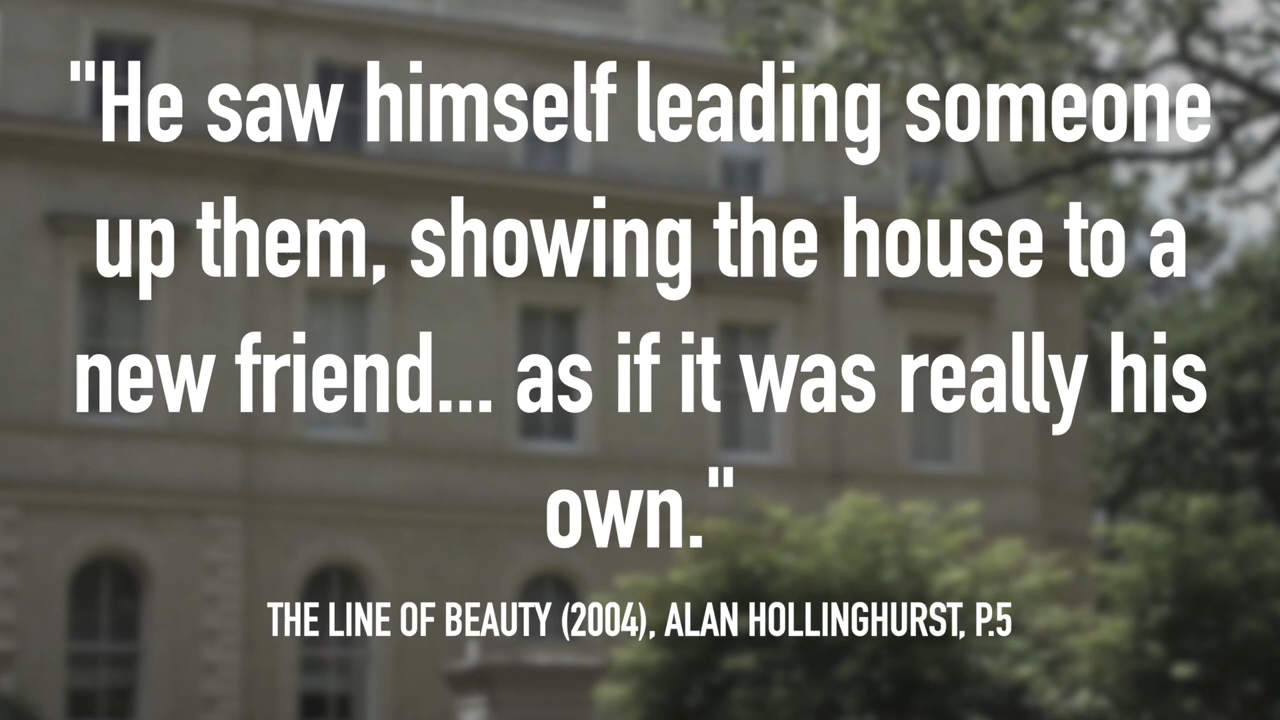 "He saw himself leading someone
up them, showing the house to a
new friend... as if it was really his
own."
THE LINE OF BEAUTY (2004), ALAN HOLLINGHURST, P.5